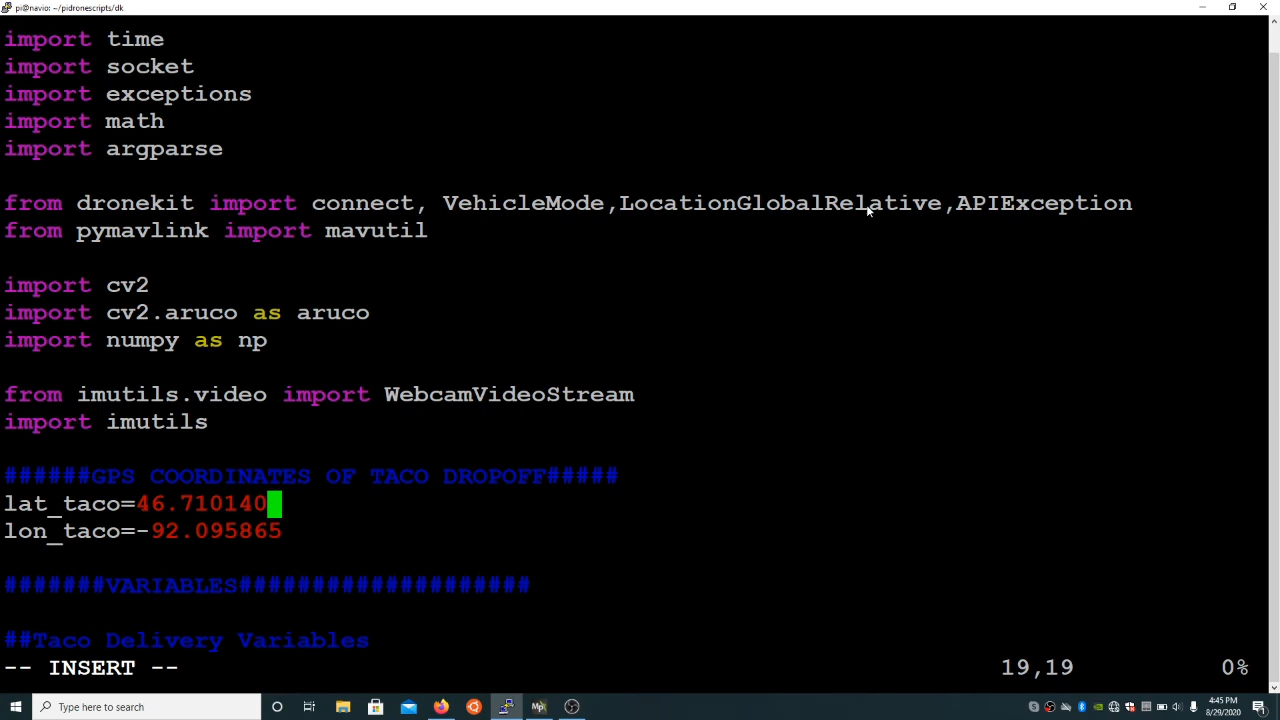 pi@navio: ~/pidronescripts/dk
import time
import socket
import exceptions
import math
import argparse
from dronekit import connect, VehicleMode,LocationGlobalRelative,APIException
from pymavlink import mavutil
import cv2
import cv2.aruco as aruco
import numpy as np
from imutils.video import WebcamVideoStream
import imutils
######GPS COORDINATES OF TACO DROPOFF#####
lat_taco=46.710140
lon_taco=-92.095865
#######VARIABLES####################
##Taco Delivery Variables
-- INSERT -- 19,19 0%
Type here to search
Mp
4:45 PM
8/29/2020